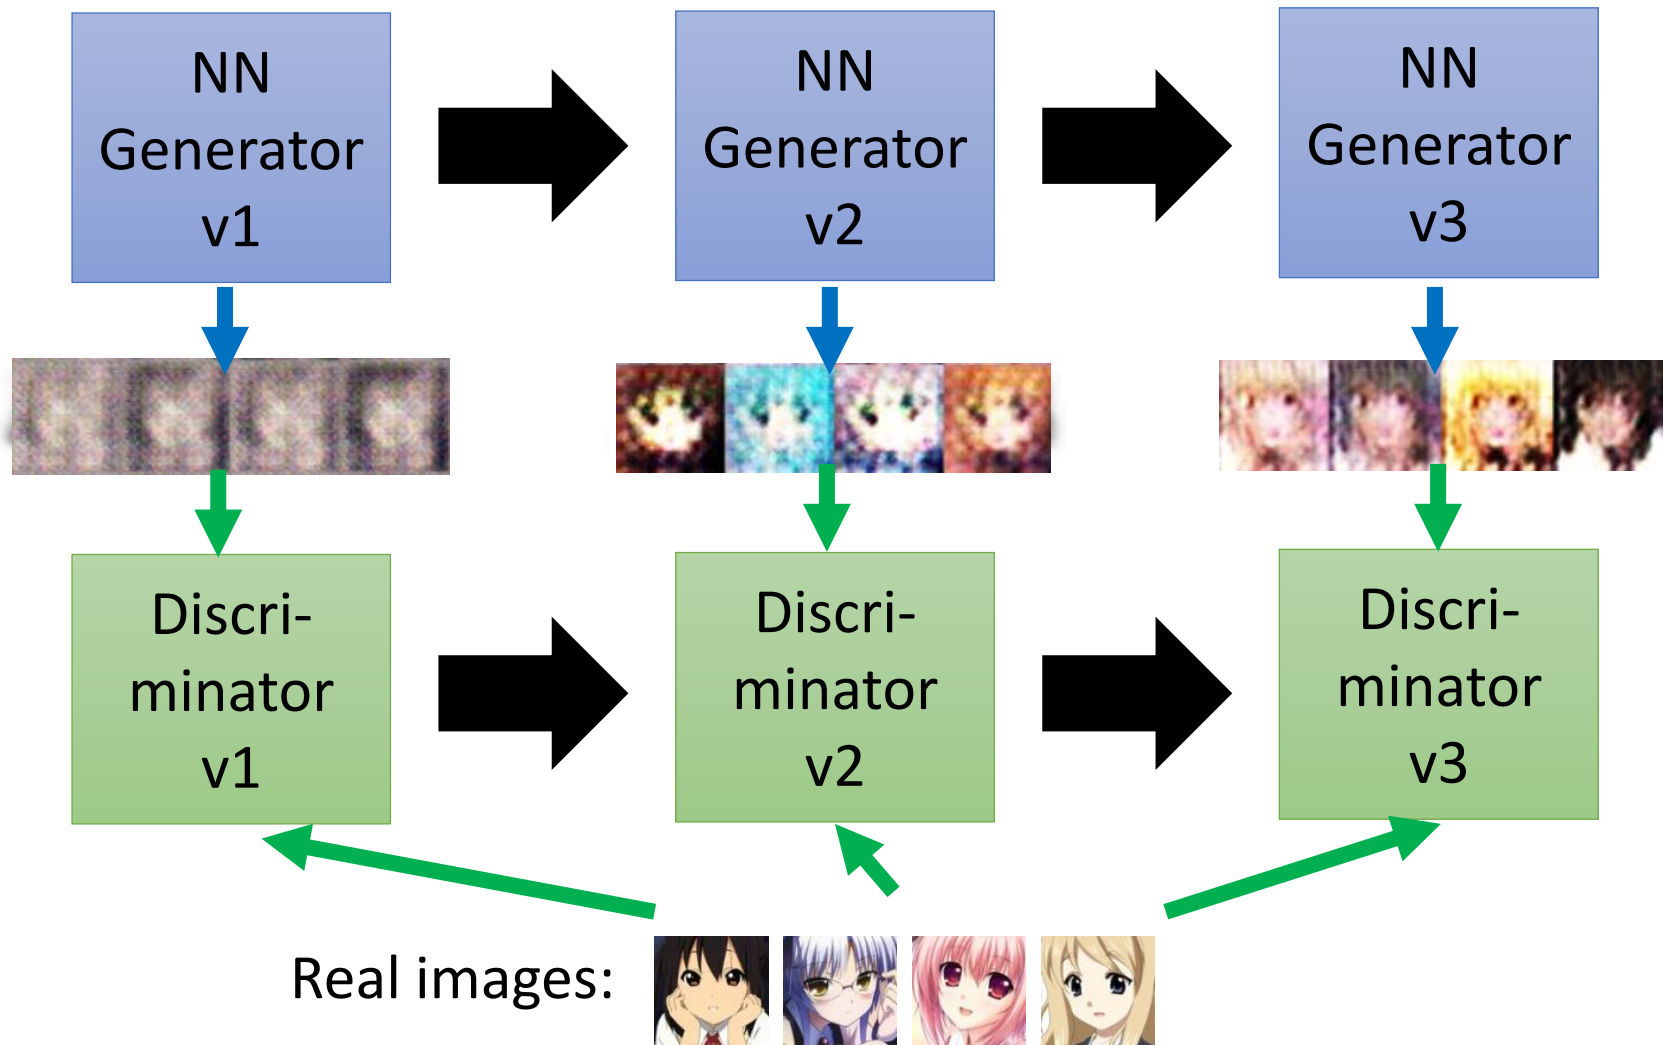 NN
Generator
v1
NN
Generator
v2
NN
Generator
v3
Discri-
minator
v1
Discri-
minator
v2
Discri-
minator
v3
Real images: